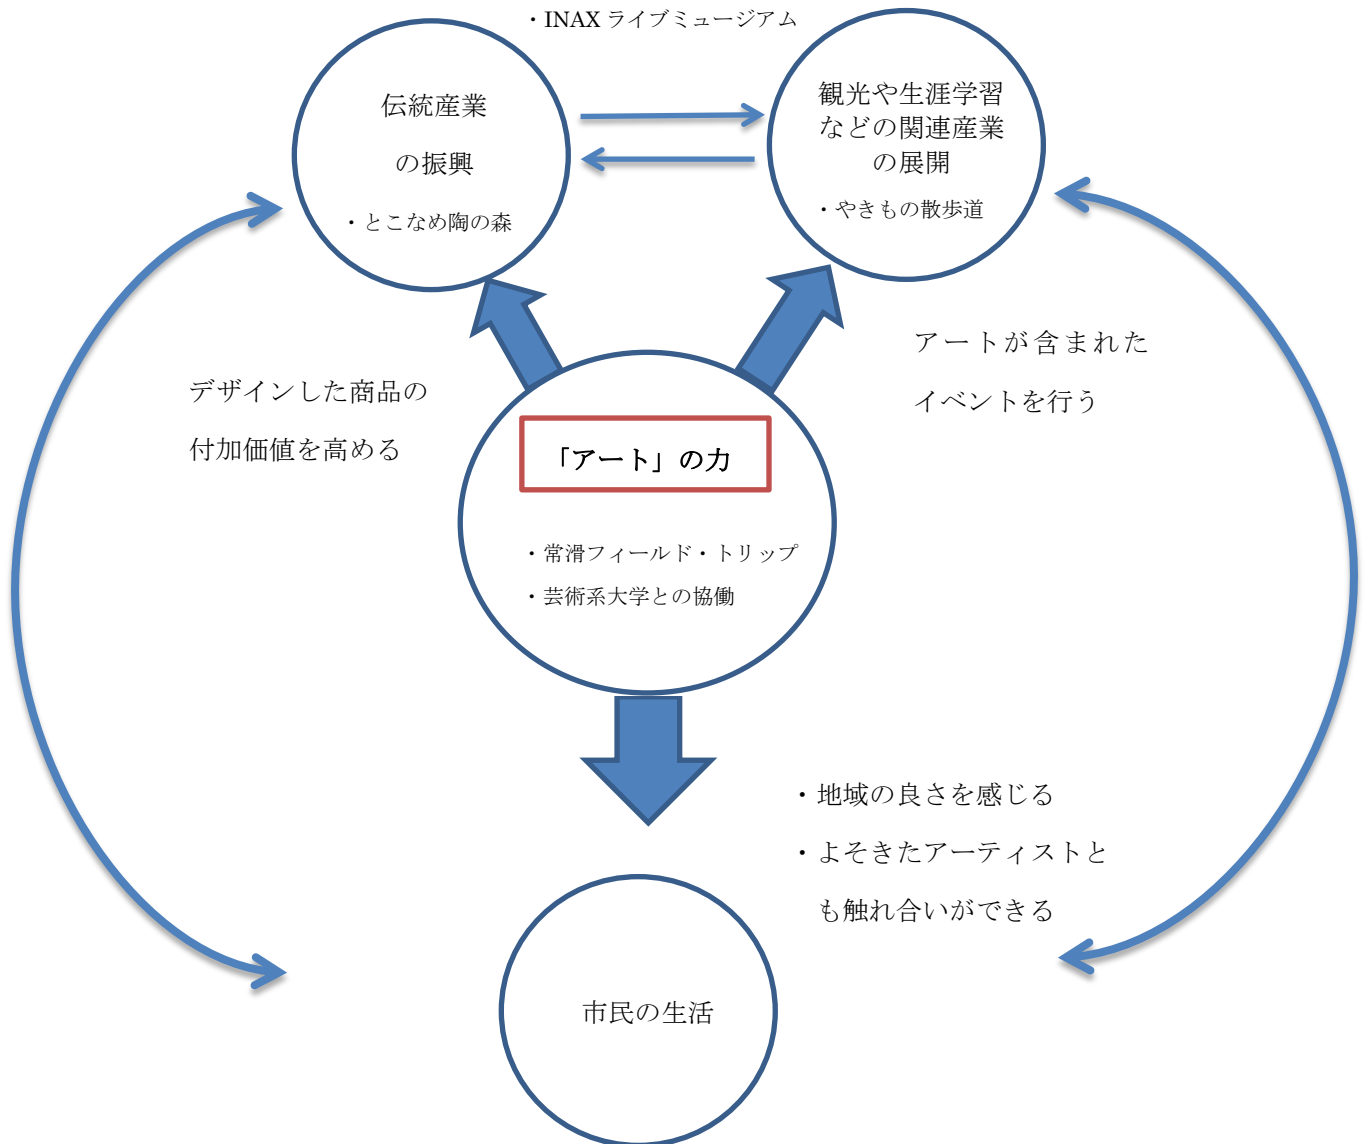 ・INAX ライブミュージアム
伝統産業
の振興
・とこなめ陶の森
観光や生涯学習
などの関連産業
の展開
・やきもの散歩道
デザインした商品の
付加価値を高める
アートが含まれた
イベントを行う
「アート」の力
・常滑フィールド・トリップ
・芸術系大学との協働
・地域の良さを感じる
・よそきたアーティストと
も触れ合いができる
市民の生活